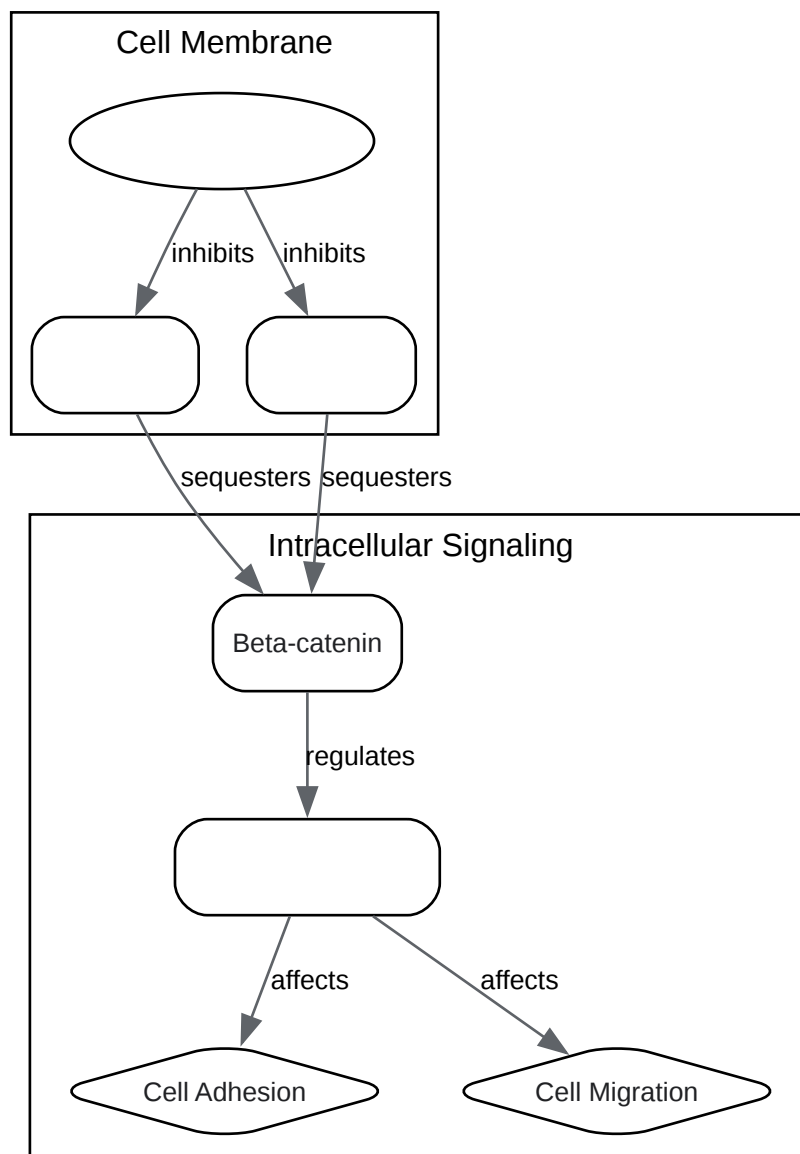 Cell Membrane
inhibits
inhibits
sequesters
sequesters
Intracellular Signaling
Beta-catenin
regulates
affects
affects
Cell Adhesion
Cell Migration